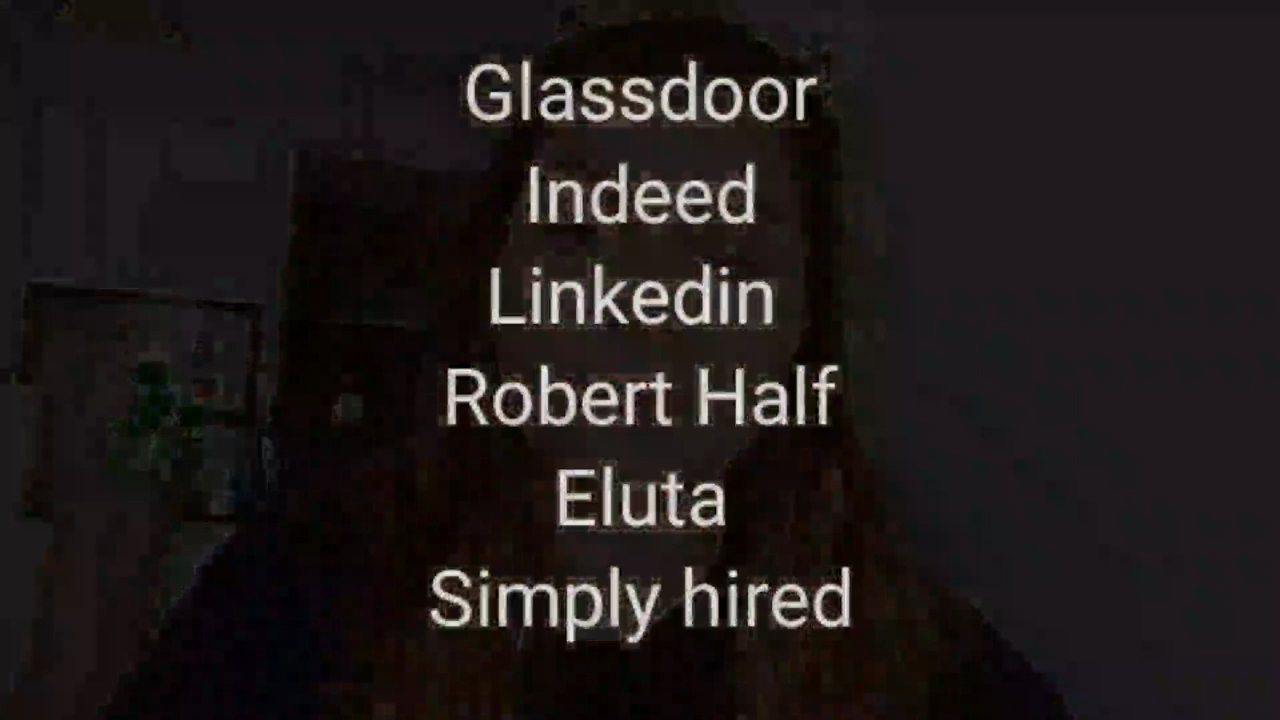 Glassdoor
Indeed
Linkedin
Robert Half
Eluta
Simply hired